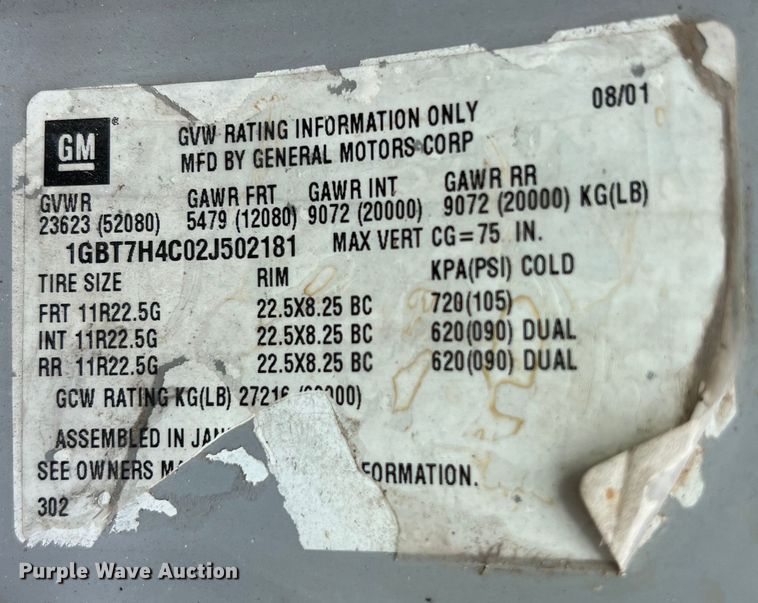 08/01
GM ®
GVW RATING INFORMATION ONLY
MFD BY GENERAL MOTORS CORP
GVWR GAWR FRT GAWR INT GAWR RR
23623 (52080) 5479 (12080) 9072 (20000) 9072 (20000) KG(LB)
1GBT7H4C02J502181 MAX VERT CG=75 IN.
TIRE SIZE RIM KPA(PSI) COLD
FRT 11R22.5G 22.5X8.25 BC 720(105)
INT 11R22.5G 22.5X8.25 BC 620(090) DUAL
RR 11R22.5G 22.5X8.25 BC 620(090) DUAL
GCW RATING KG(LB) 27216
ASSEMBLED IN JAN
SEE OWNERS FORMATION.
302
Purple Wave Auction